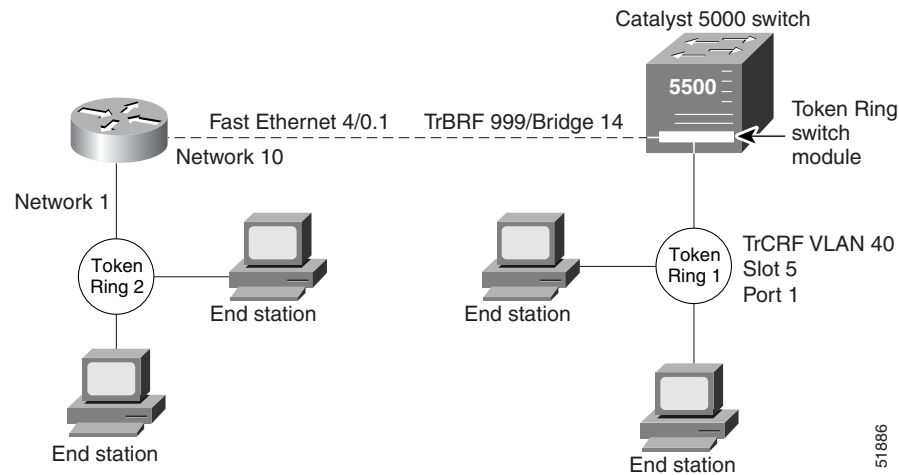 Catalyst 5000 switch
5500
Fast Ethernet 4/0.1
TrBRF 999/Bridge 14
Token Ring
switch
module
Network 10
Network 1
Token
Ring 2
End station
End station
Token
Ring 1
TrCRF VLAN 40
Slot 5
Port 1
End station
End station
51886